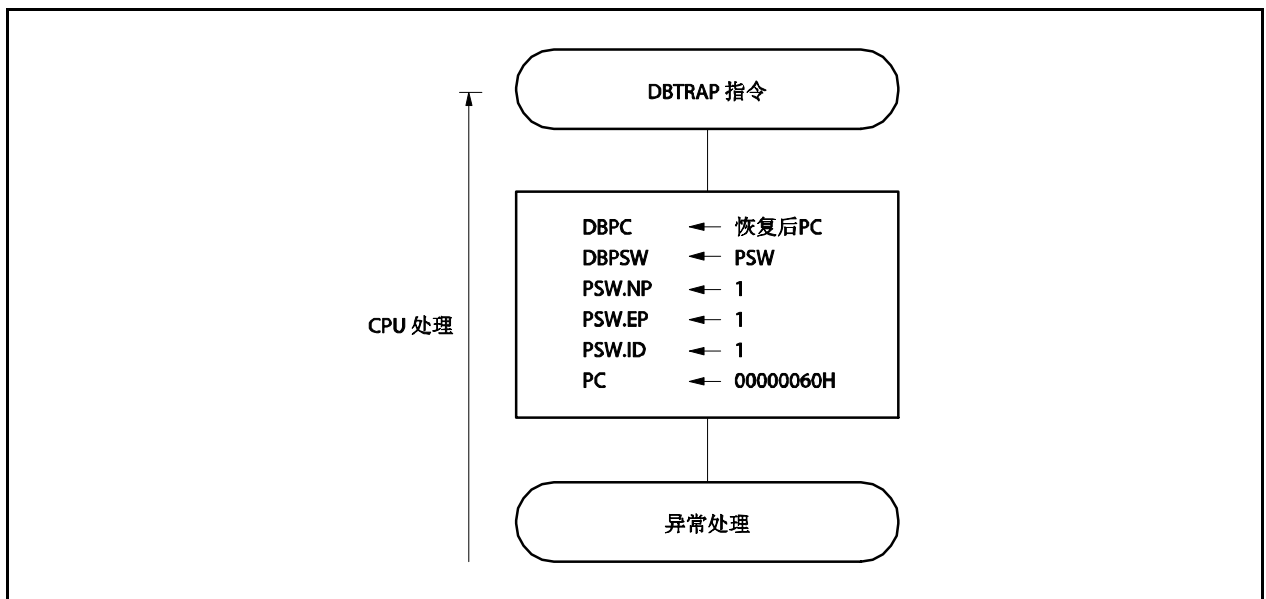 DBTRAP 指令
DBPC ← 恢复后PC
DBPSW ← PSW
PSW.NP ← 1
PSW.EP ← 1
PSW.ID ← 1
PC ← 00000060H
CPU 处理
异常处理